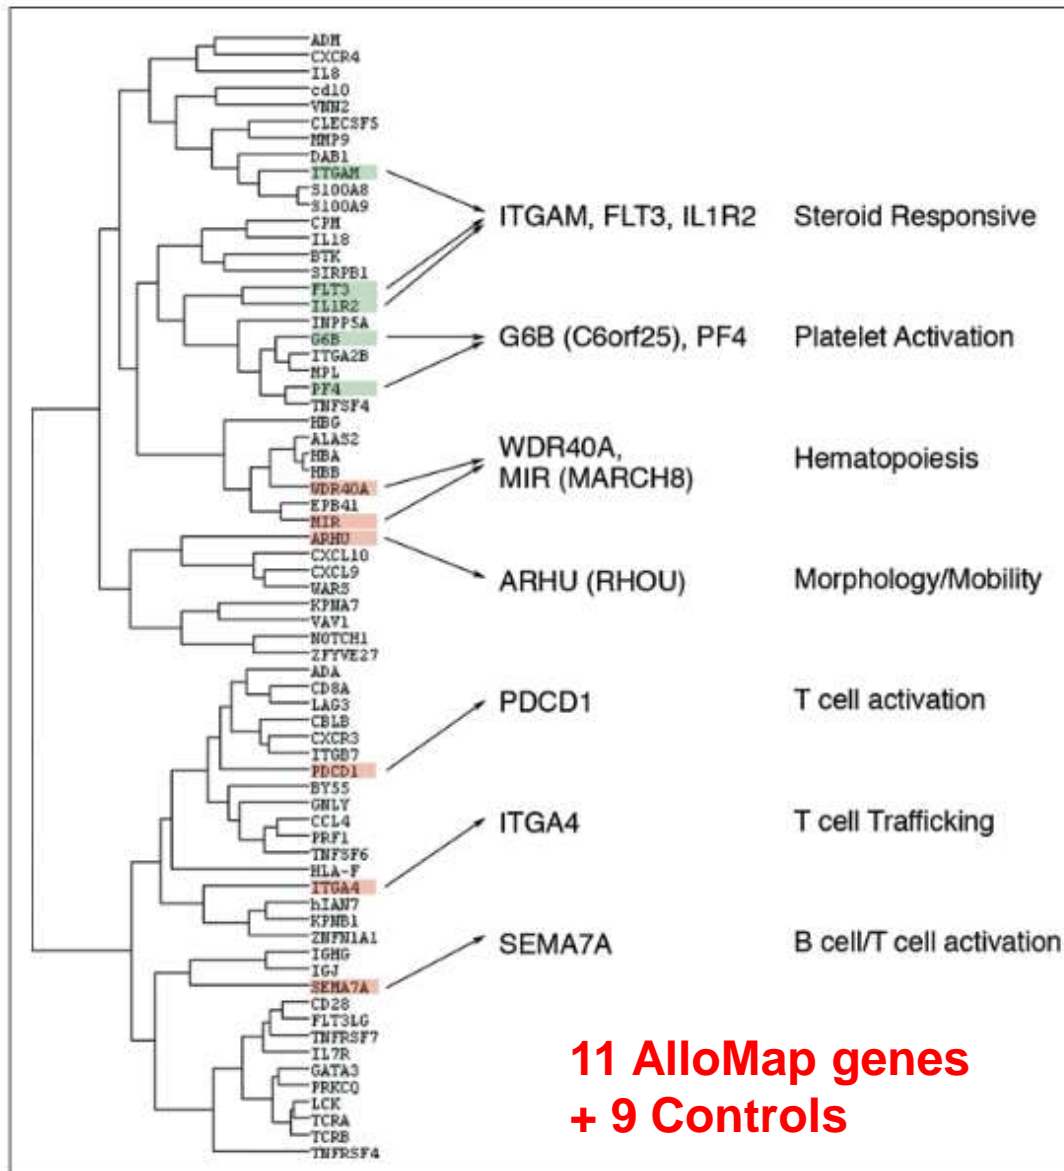 ADM
CXCR4
IL8
cd10
VNN2
CLECSF5
MMP9
DAB1
ITGAM
S100A8
S100A9
CPM
IL18
BTK
SIRPB1
FLT3
IL1R2
INPP5A
G6B
ITGA2B
MPL
PF4
TNFSF4
HBG
ALAS2
HBA
HBB
WDR40A
EPB41
MIR
ARHU
CXCL10
CXCL9
WARS
KPNA7
VAV1
NOTCH1
ZFYVE27
ADA
CD8A
LAG3
CBLB
CXCR3
ITGB7
PDCD1
BY55
GNLY
CCL4
PRF1
TNFSF6
HLA-F
ITGA4
hIAN7
KPNB1
ZNFN1A1
IGHG
IGJ
SEMA7A
CD28
FLT3LG
TNFRSF7
IL7R
GATA3
PRKCQ
LCK
TCRA
TCRB
TNFRSF4
ITGAM, FLT3, IL1R2 Steroid Responsive
G6B (C6orf25), PF4 Platelet Activation
WDR40A,
MIR (MARCH8) Hematopoiesis
ARHU (RHOU) Morphology/Mobility
PDCD1 T cell activation
ITGA4 T cell Trafficking
SEMA7A B cell/T cell activation
11 AlloMap genes
+ 9 Controls